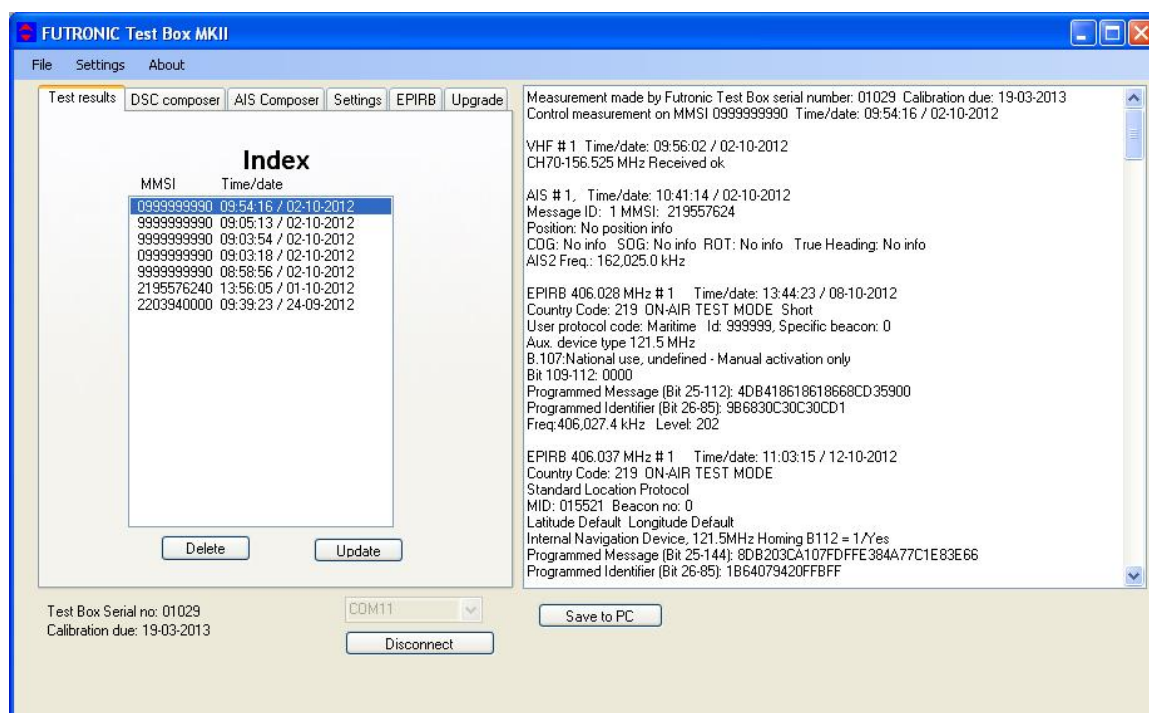 FUTRONIC Test Box MKII
File Settings About
Test results DSC composer AIS Composer Settings EPIRB Upgrade
Index
MMSI Time/date
0999999990 09:54:16 / 02-10-2012
9999999990 09:05:13 / 02-10-2012
9999999990 09:03:54 / 02-10-2012
0999999990 09:03:18 / 02-10-2012
9999999990 08:58:56 / 02-10-2012
2195576240 13:56:05 / 01-10-2012
2203940000 09:39:23 / 24-09-2012
Delete Update
Measurement made by Futronic Test Box serial number: 01029 Calibration due: 19-03-2013
Control measurement on MMSI 0999999990 Time/date: 09:54:16 / 02-10-2012
VHF # 1 Time/date: 09:56:02 / 02-10-2012
CH70-156.525 MHz Received ok
AIS # 1, Time/date: 10:41:14 / 02-10-2012
Message ID: 1 MMSI: 219557624
Position: No position info
COG: No info SOG: No info ROT: No info True Heading: No info
AIS2 Freq.: 162,025.0 kHz
EPIRB 406.028 MHz # 1 Time/date: 13:44:23 / 08-10-2012
Country Code: 219 ON-AIR TEST MODE Short
User protocol code: Maritime Id: 999999, Specific beacon: 0
Aux. device type 121.5 MHz
B.107:National use, undefined - Manual activation only
Bit 109-112: 0000
Programmed Message (Bit 25-112): 4DB418618618668CD35900
Programmed Identifier (Bit 26-85): 9B6830C30C30CD1
Freq:406,027.4 kHz Level: 202
EPIRB 406.037 MHz # 1 Time/date: 11:03:15 / 12-10-2012
Country Code: 219 ON-AIR TEST MODE
Standard Location Protocol
MID: 015521 Beacon no: 0
Latitude Default Longitude Default
Internal Navigation Device, 121.5MHz Homing B112 = 1/Yes
Programmed Message (Bit 25-144): 8DB203CA107FDFFE384A77C1E83E66
Programmed Identifier (Bit 26-85): 1B64079420FFBFF
Test Box Serial no: 01029
Calibration due: 19-03-2013
COM11
Disconnect
Save to PC